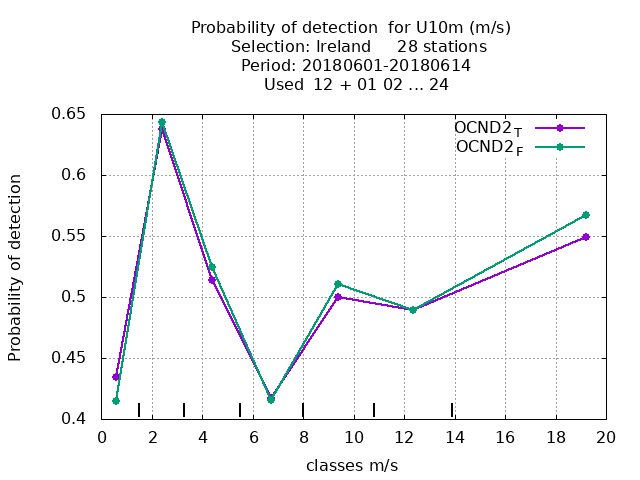 Probability of detection  for U10m (m/s)
Selection: Ireland     28 stations
Period: 20180601-20180614
Used  12 + 01 02 ... 24
OCND2T
OCND2F
0.65
0.6
0.55
0.5
0.45
0.4
Probability of detection
0 2 4 6 8 10 12 14 16 18 20
classes m/s